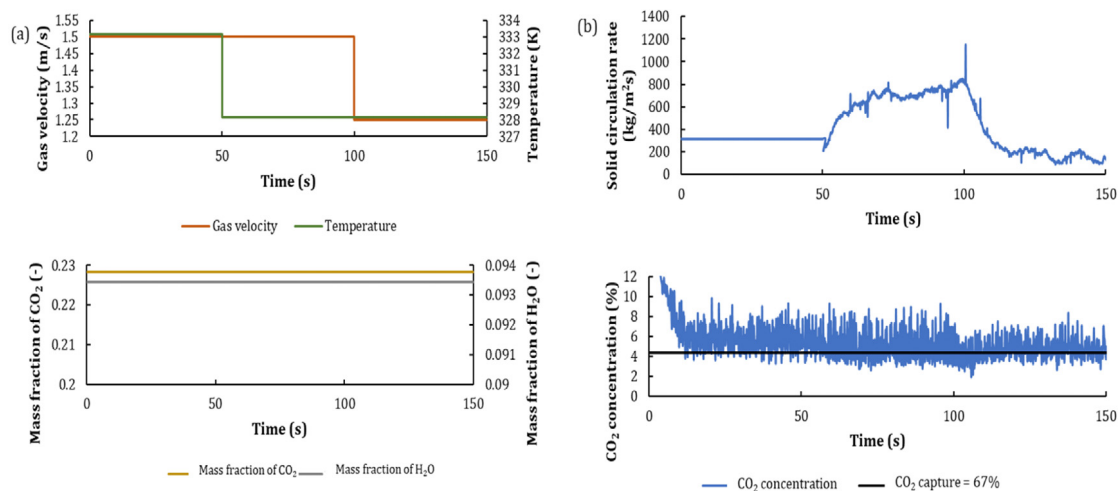 (a)
Gas velocity (m/s)
1.55
1.5
1.45
1.4
1.35
1.3
1.25
1.2
0
50
100
150
Time (s)
334
333
332
331
330
329
328
327
Temperature (K)
Gas velocity
Temperature
(b)
Solid circulation rate
(kg/m²s)
1400
1200
1000
800
600
400
200
0
0
50
100
150
Time (s)
Mass fraction of CO₂ (-)
0.23
0.22
0.21
0.2
0
50
100
150
Time (s)
0.094
0.093
0.092
0.091
0.09
Mass fraction of H₂O (-)
Mass fraction of CO₂
Mass fraction of H₂O
CO₂ concentration (%)
12
10
8
6
4
2
0
0
50
100
150
Time (s)
CO₂ concentration
CO₂ capture = 67%